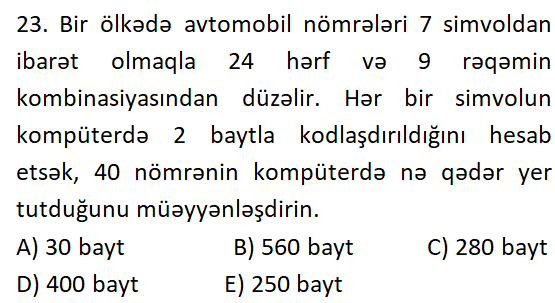 23. Bir ölkədə avtomobil nömrələri 7 simvoldan
ibarət olmaqla 24 hərf və 9 rəqəmin
kombinasiyasından düzəlir. Hər bir simvolun
kompüterdə 2 baytla kodlaşdırıldığını hesab
etsək, 40 nömrənin kompüterdə nə qədər yer
tutduğunu müəyyənləşdirin.
A) 30 bayt B) 560 bayt C) 280 bayt
D) 400 bayt E) 250 bayt